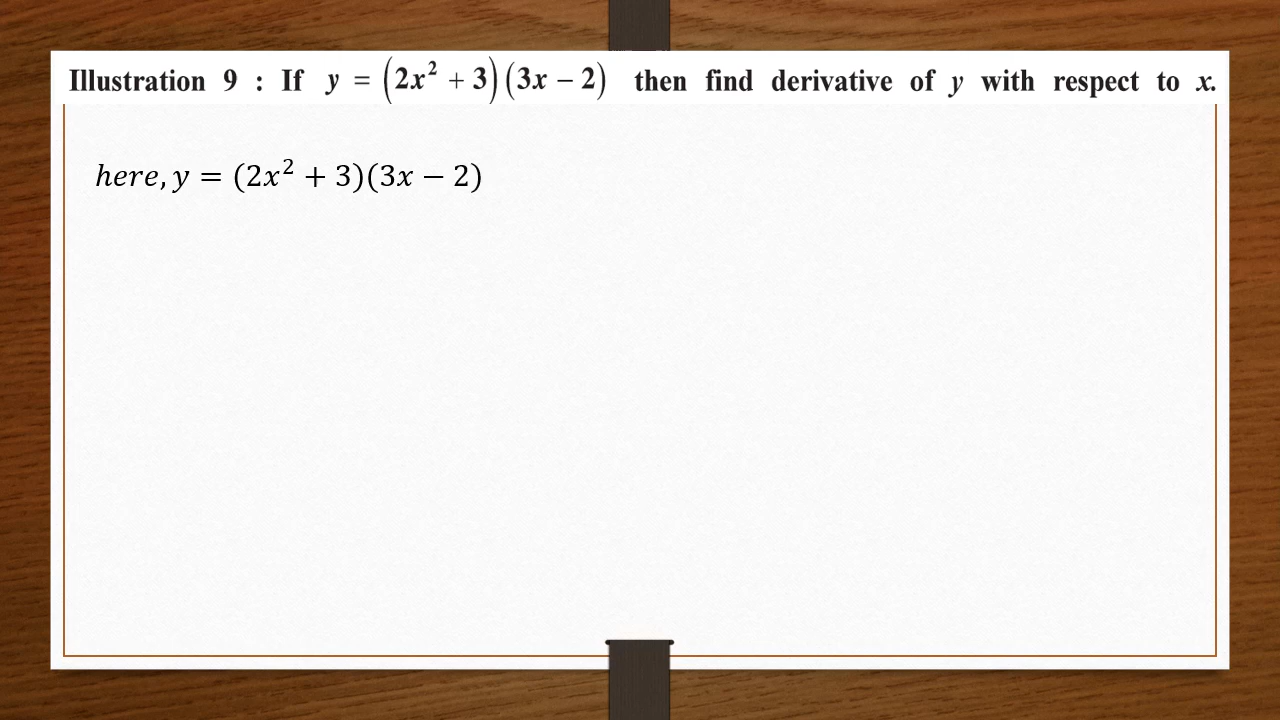 Illustration 9 : If y = (2x² + 3)(3x − 2) then find derivative of y with respect to x.
here, y = (2x² + 3)(3x − 2)